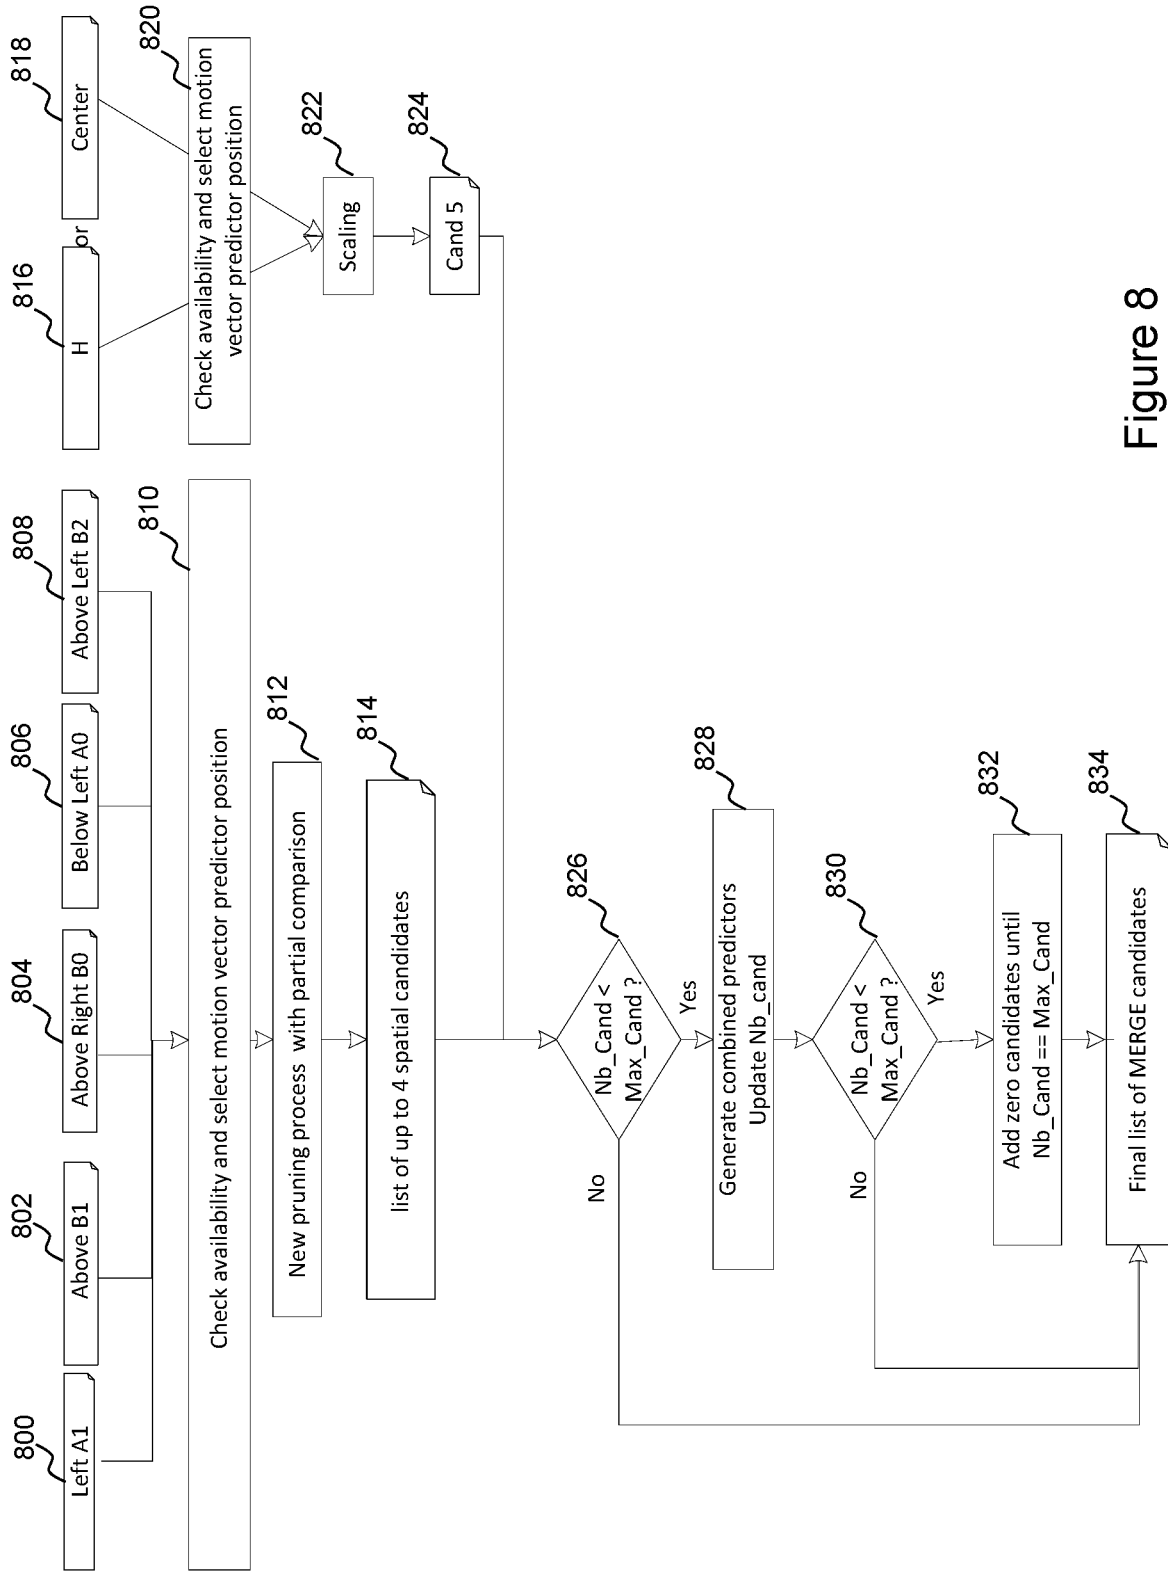 800
802
804
806
808
816
818
Left A1
Above B1
Above Right B0
Below Left A0
Above Left B2
H
or
Center
810
820
Check availability and select motion vector predictor position
Check availability and select motion
vector predictor position
812
New pruning process with partial comparison
822
Scaling
814
list of up to 4 spatial candidates
824
Cand 5
826
Nb_Cand <
Max_Cand ?
No
Yes
828
Generate combined predictors
Update Nb_cand
830
Nb_Cand <
Max_Cand ?
No
Yes
832
Add zero candidates until
Nb_Cand == Max_Cand
834
Final list of MERGE candidates
Figure 8